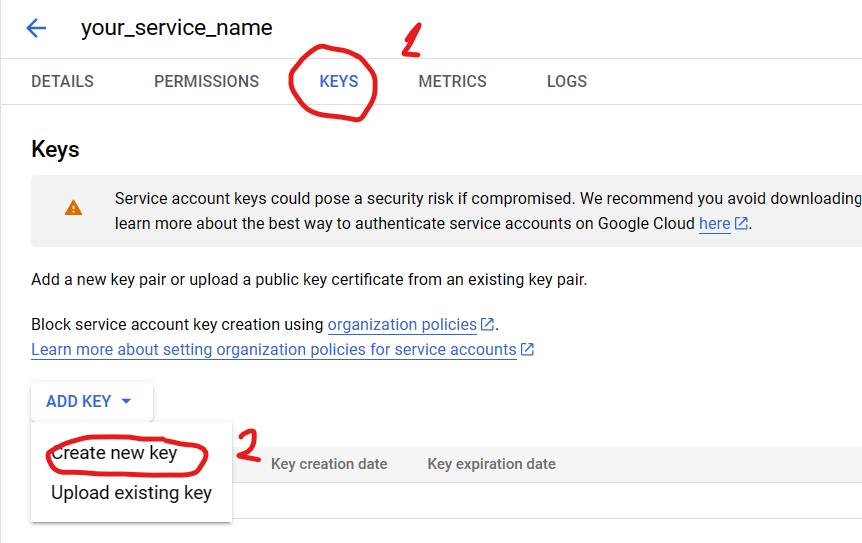 your_service_name
1
DETAILS PERMISSIONS KEYS METRICS LOGS
Keys
Service account keys could pose a security risk if compromised. We recommend you avoid downloading
learn more about the best way to authenticate service accounts on Google Cloud here.
Add a new key pair or upload a public key certificate from an existing key pair.
Block service account key creation using organization policies.
Learn more about setting organization policies for service accounts
ADD KEY
Create new key 2
Key creation date Key expiration date
Upload existing key